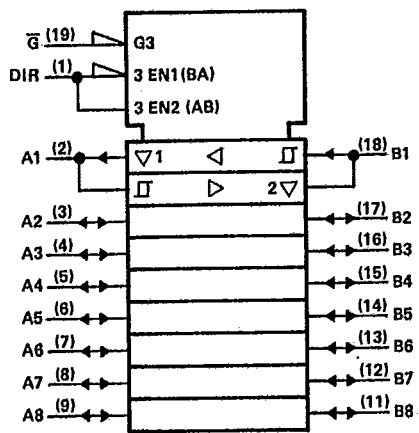 G̅ (19) G3
DIR (1) 3 EN1 (BA)
3 EN2 (AB)
A1 (2) ▽ 1 ◁ (18) B1
▷ 2 ▽
A2 (3) (17) B2
A3 (4) (16) B3
A4 (5) (15) B4
A5 (6) (14) B5
A6 (7) (13) B6
A7 (8) (12) B7
A8 (9) (11) B8